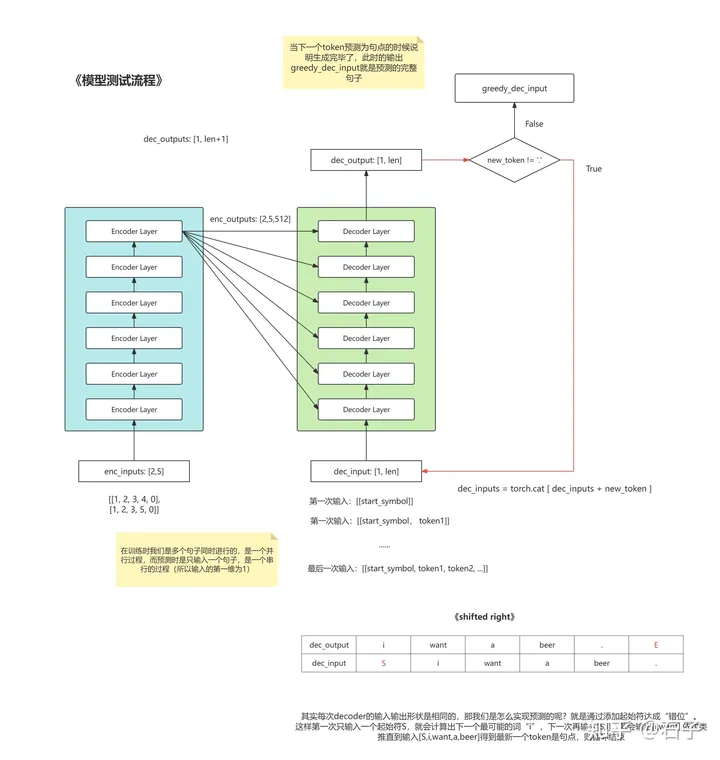 当下一个token预测为句点的时候说
明生成完毕了，此时的输出
greedy_dec_input就是预测的完整
句子
《模型测试流程》
greedy_dec_input
False
dec_outputs: [1, len+1]
dec_output: [1, len]
new_token != '.'
True
enc_outputs: [2,5,512]
Encoder Layer
Decoder Layer
Encoder Layer
Decoder Layer
Encoder Layer
Decoder Layer
Encoder Layer
Decoder Layer
Encoder Layer
Decoder Layer
Encoder Layer
Decoder Layer
enc_inputs: [2,5]
dec_input: [1, len]
dec_inputs = torch.cat [ dec_inputs + new_token ]
[[1, 2, 3, 4, 0],
[1, 2, 3, 5, 0]]
第一次输入：[[start_symbol]]
第一次输入：[[start_symbol， token1]]
......
最后一次输入：[[start_symbol, token1, token2, ...]]
在训练时我们是多个句子同时进行的，是一个并
行过程，而预测时是只输入一个句子，是一个串
行的过程（所以输入的第一维为1）
《shifted right》
dec_output i want a beer . E
dec_input S i want a beer .
其实每次decoder的输入输出形状是相同的，那我们是怎么实现预测的呢？就是通过添加起始符达成“错位”，
这样第一次只输入一个起始符S，就会计算出下一个最可能的词“i”，下一次再输
推直到输入[S,i,want,a,beer]得到最新一个token是句点，则
知乎